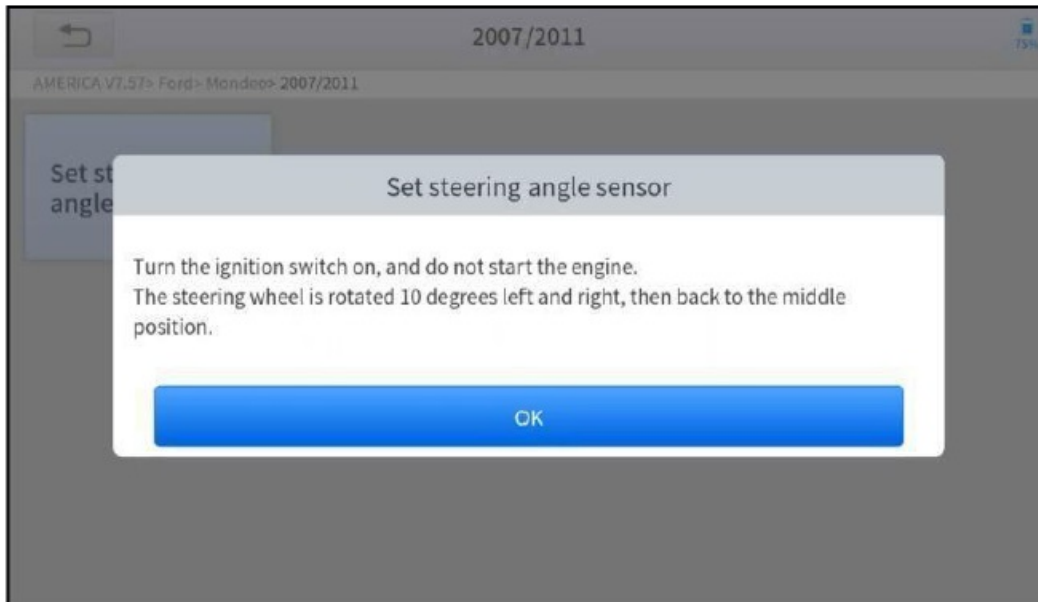 2007/2011
75%
AMERICA V7.57> Ford> Mondeo> 2007/2011
Set st
angle
Set steering angle sensor
Turn the ignition switch on, and do not start the engine.
The steering wheel is rotated 10 degrees left and right, then back to the middle
position.
OK